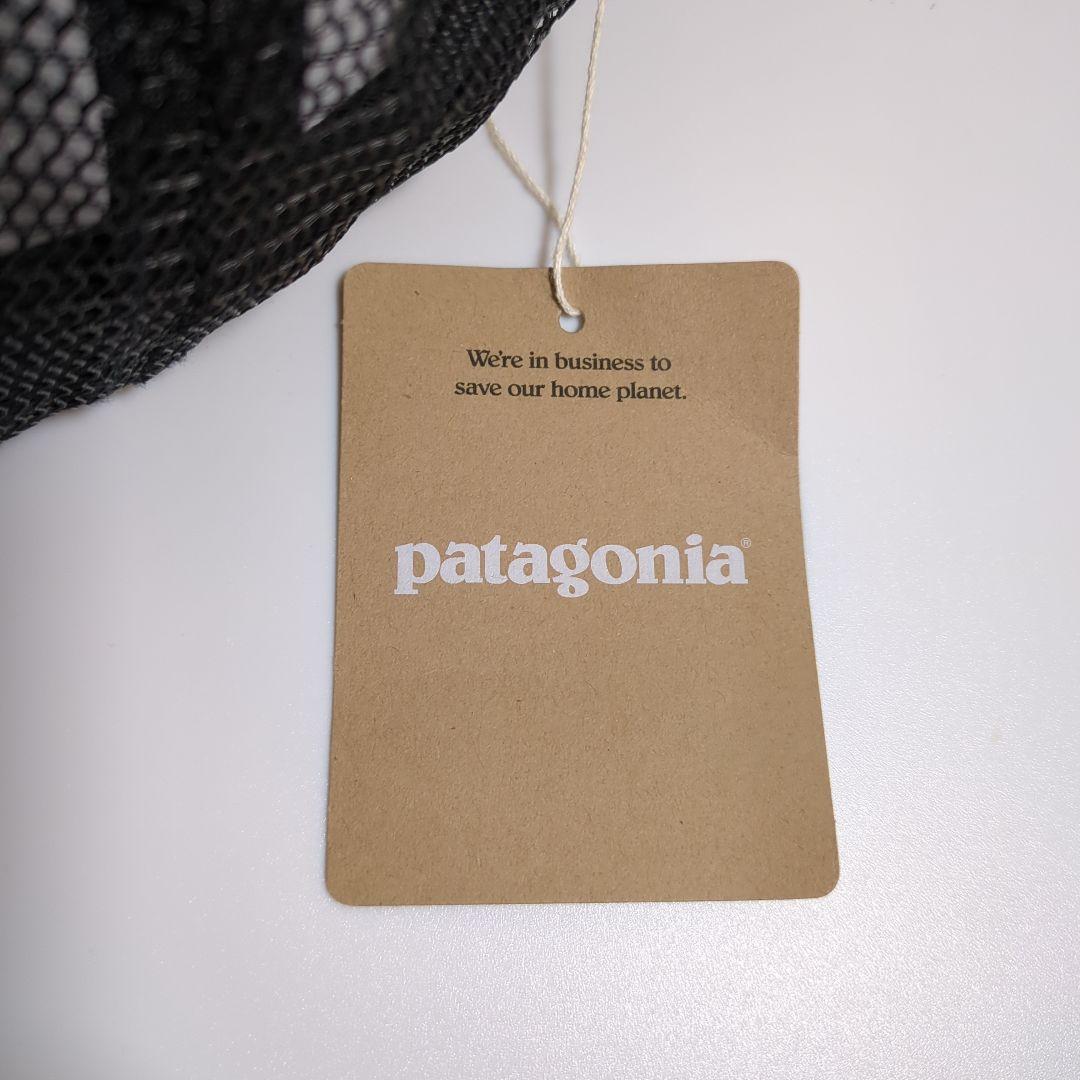 We're in business to
save our home planet.
patagonia®